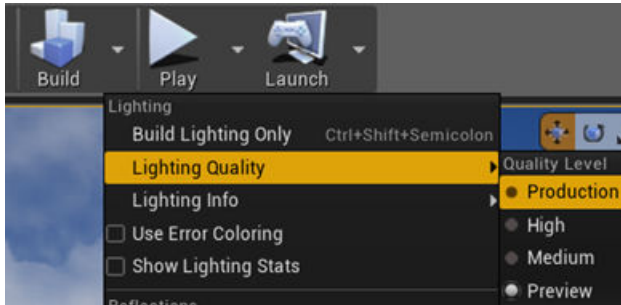 Build
Play
Launch
Lighting
Build Lighting Only Ctrl+Shift+Semicolon
Lighting Quality
Lighting Info
Use Error Coloring
Show Lighting Stats
Reflections
Quality Level
Production
High
Medium
Preview